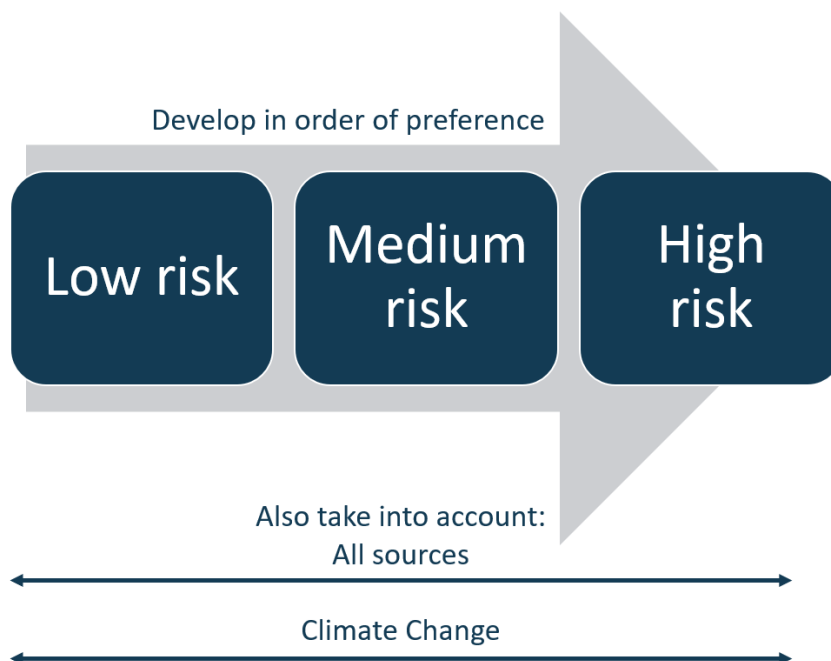 Develop in order of preference
Low risk
Medium
risk
High
risk
Also take into account:
All sources
Climate Change